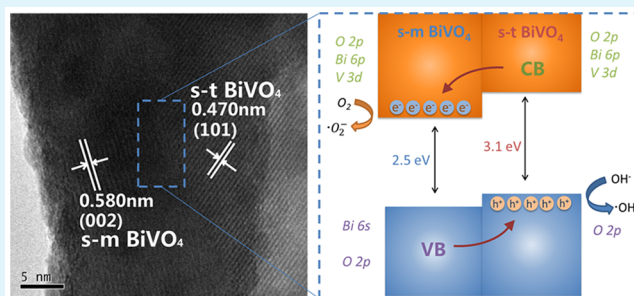 s-t BiVO₄
0.470nm
(101)
0.580nm
(002)
s-m BiVO₄
5 nm
O 2p
Bi 6p
V 3d
s-m BiVO₄
s-t BiVO₄
O 2p
Bi 6p
V 3d
CB
O₂
e⁻ e⁻ e⁻ e⁻ e⁻
·O₂⁻
2.5 eV
3.1 eV
OH⁻
h⁺ h⁺ h⁺ h⁺ h⁺
·OH
Bi 6s
O 2p
VB
O 2p